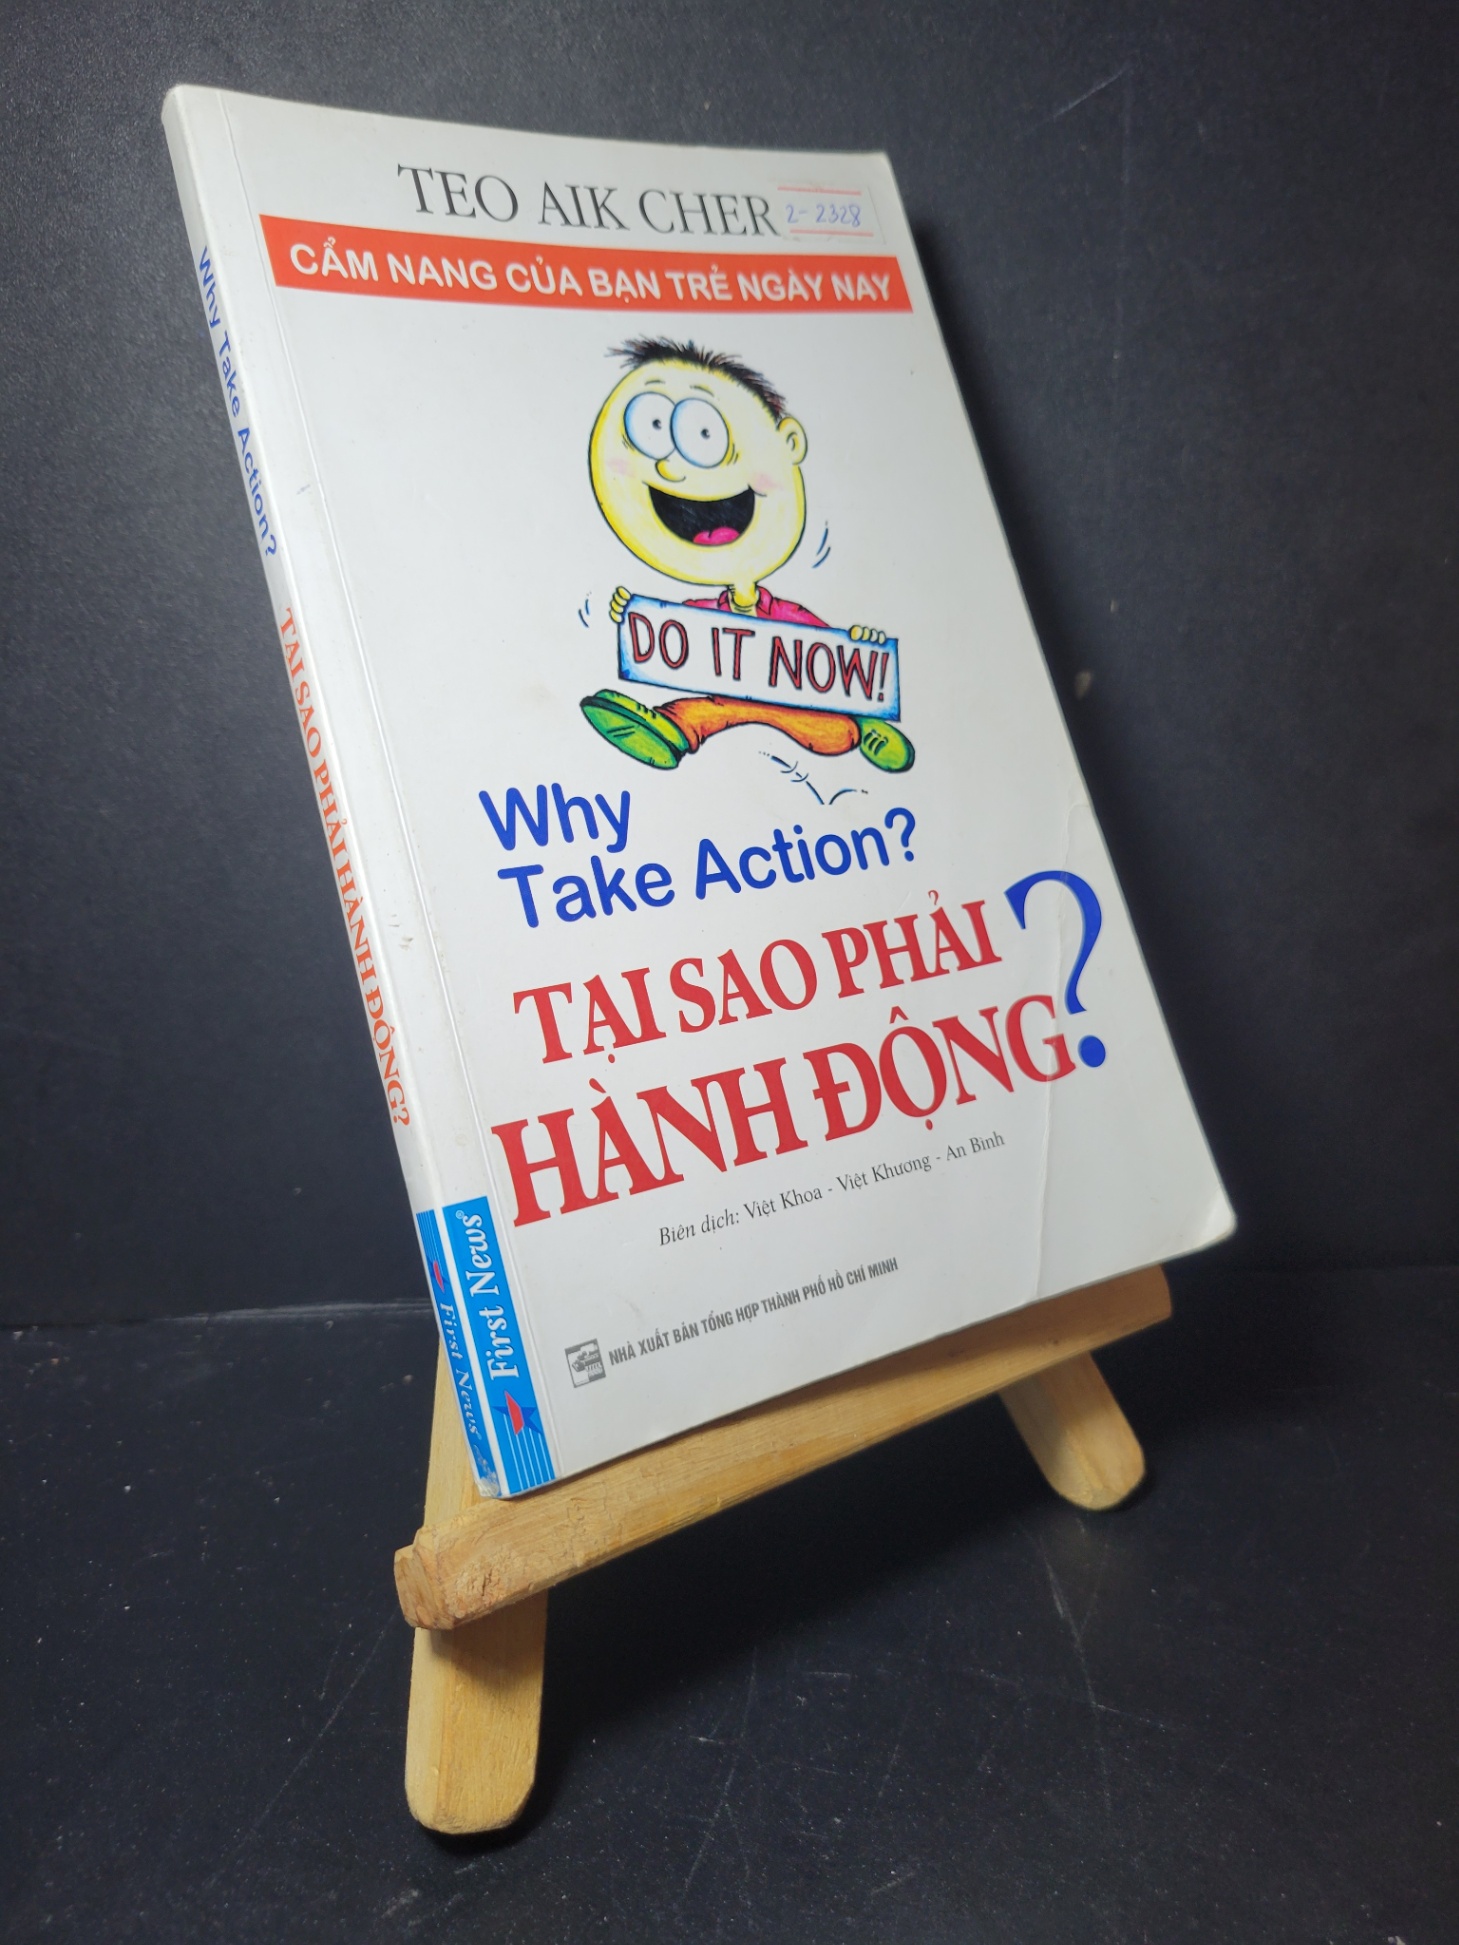 TEO AIK CHER
2-2328
CẨM NANG CỦA BẠN TRẺ NGÀY NAY
DO IT NOW!
Why
Take Action?
TẠI SAO PHẢI
HÀNH ĐỘNG?
Biên dịch: Việt Khoa - Việt Khương - An Bình
NHÀ XUẤT BẢN TỔNG HỢP THÀNH PHỐ HỒ CHÍ MINH
First News®
Why Take Action?
TẠI SAO PHẢI HÀNH ĐỘNG?
First News